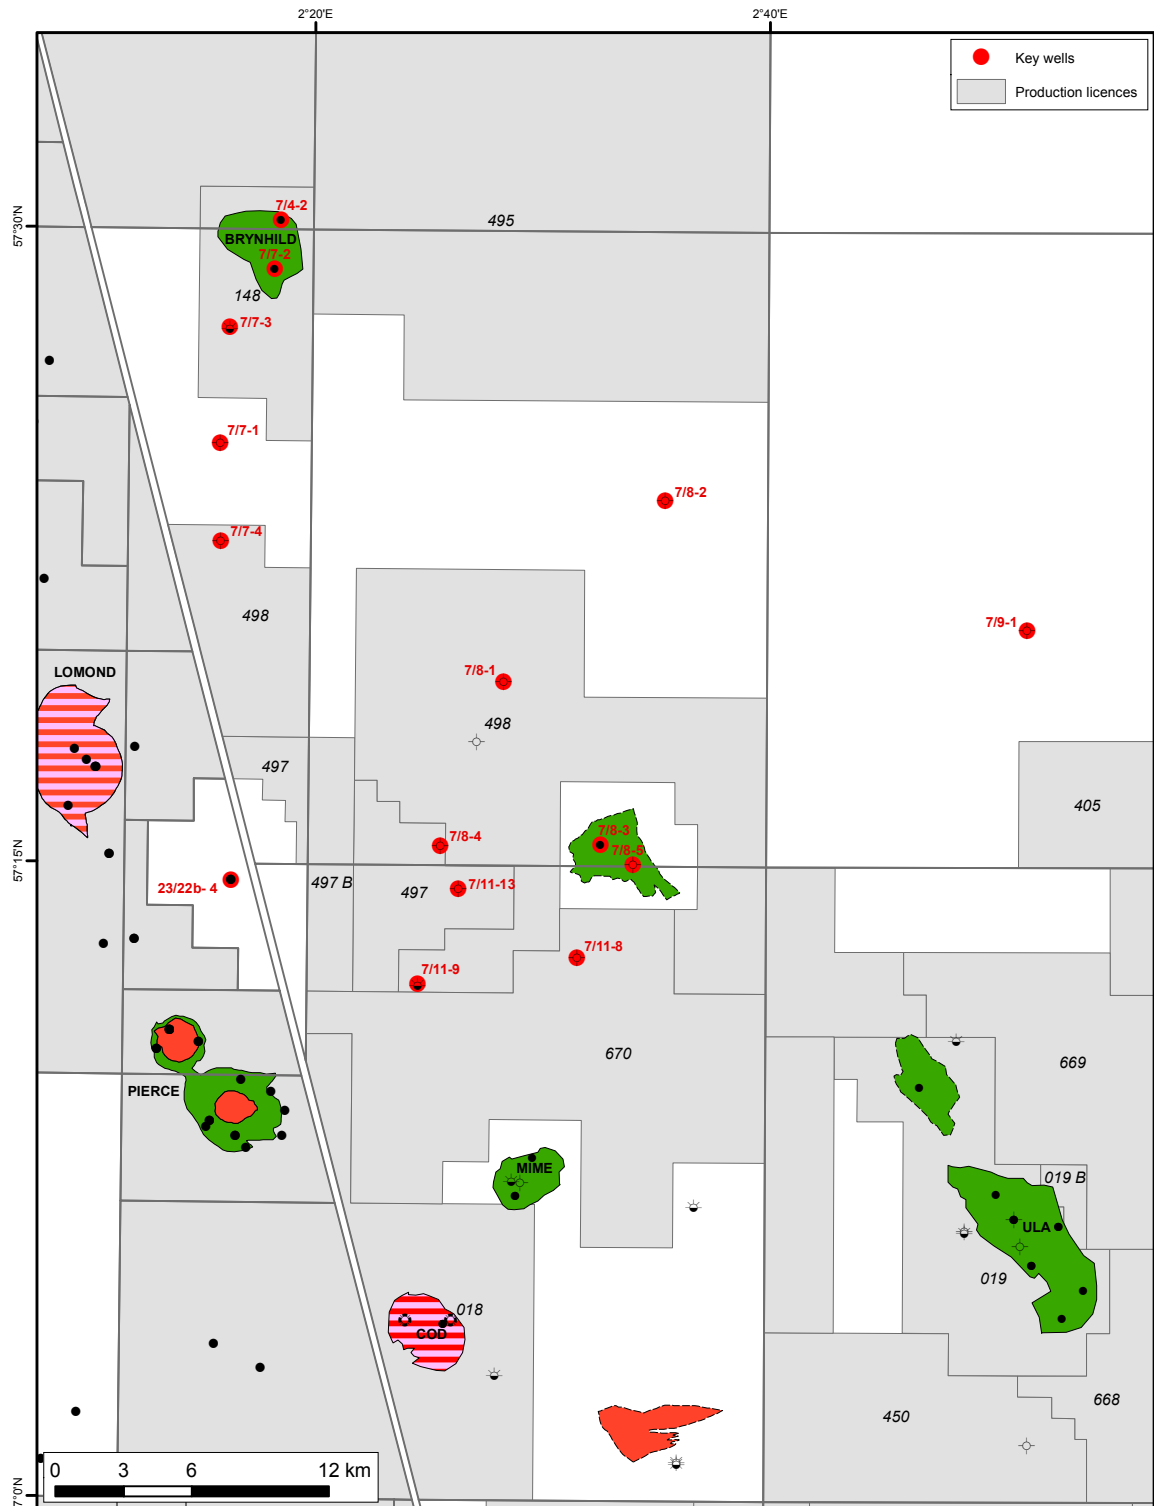 2°20'E
2°40'E
Key wells
Production licences
7/4-2
495
57°30'N
BRYNHILD
7/7-2
148
7/7-3
7/7-1
7/8-2
7/7-4
498
7/9-1
7/8-1
LOMOND
498
497
405
7/8-3
7/8-4
7/8-5
57°15'N
497 B
497
7/11-13
23/22b- 4
7/11-8
7/11-9
670
669
PIERCE
MIME
019 B
ULA
019
018
COD
668
450
0
3
6
12 km
7°0'N